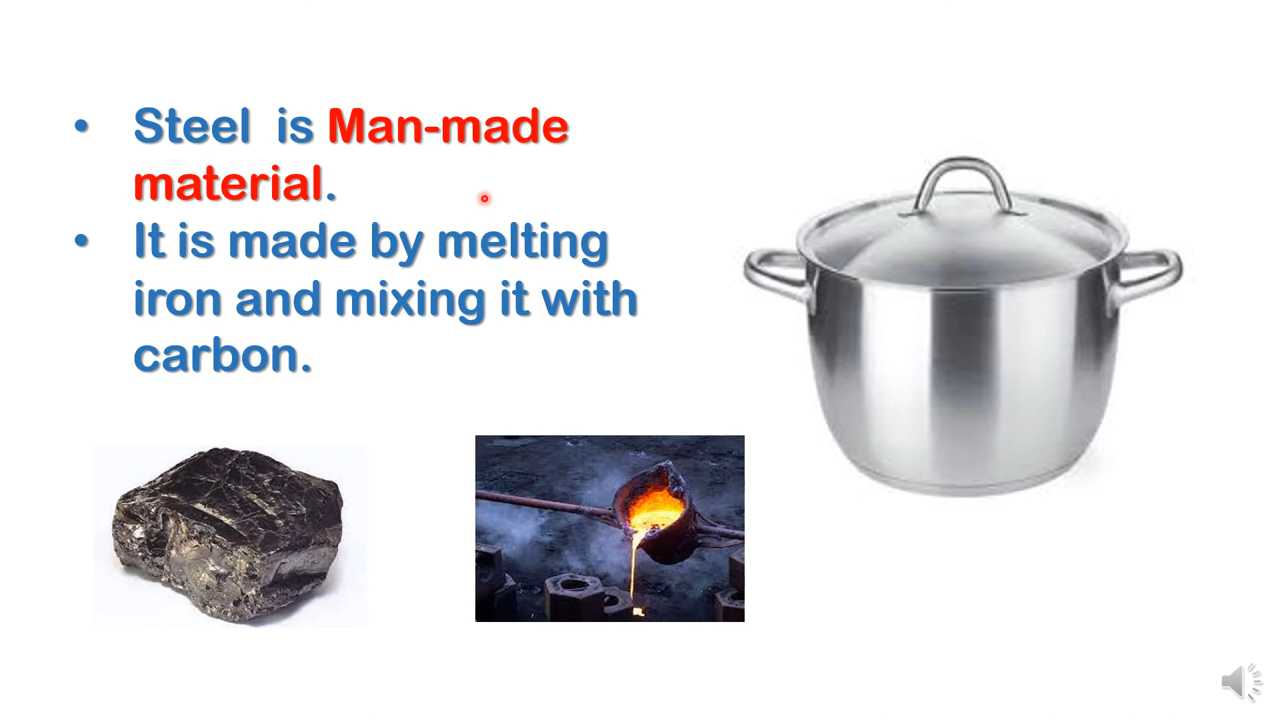 • Steel is Man-made
material.
• It is made by melting
iron and mixing it with
carbon.